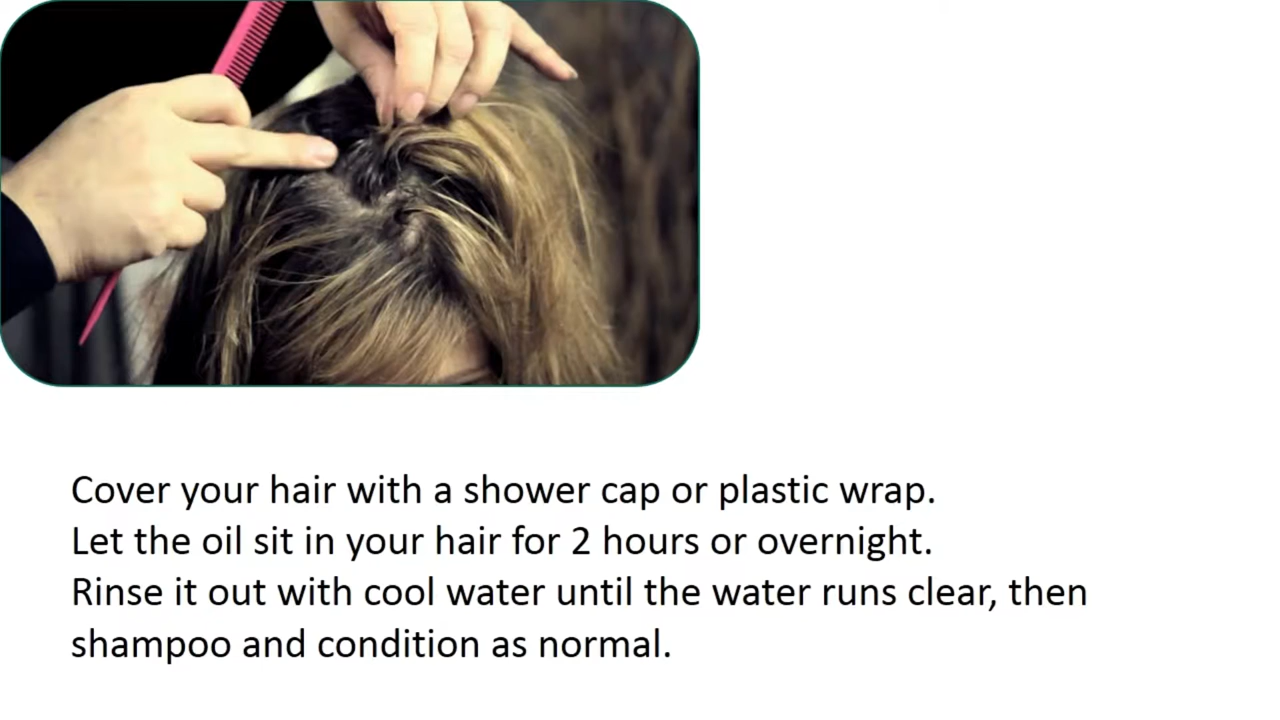 Cover your hair with a shower cap or plastic wrap.
Let the oil sit in your hair for 2 hours or overnight.
Rinse it out with cool water until the water runs clear, then
shampoo and condition as normal.